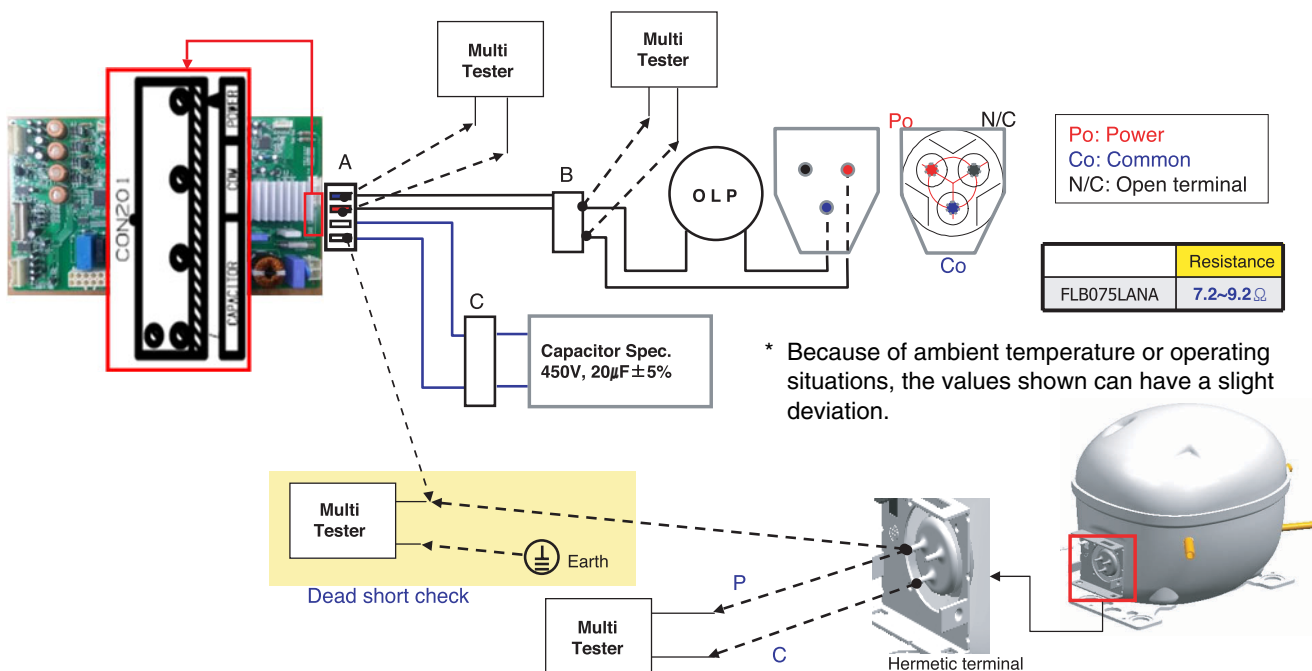 Multi
Tester
Multi
Tester
CON201
POWER
COM
CAPACITOR
A
B
O L P
Po
N/C
Co
Po: Power
Co: Common
N/C: Open terminal
Resistance
FLB075LANA
7.2~9.2Ω
C
Capacitor Spec.
450V, 20μF±5%
* Because of ambient temperature or operating
situations, the values shown can have a slight
deviation.
Multi
Tester
Earth
Dead short check
P
Multi
Tester
C
Hermetic terminal